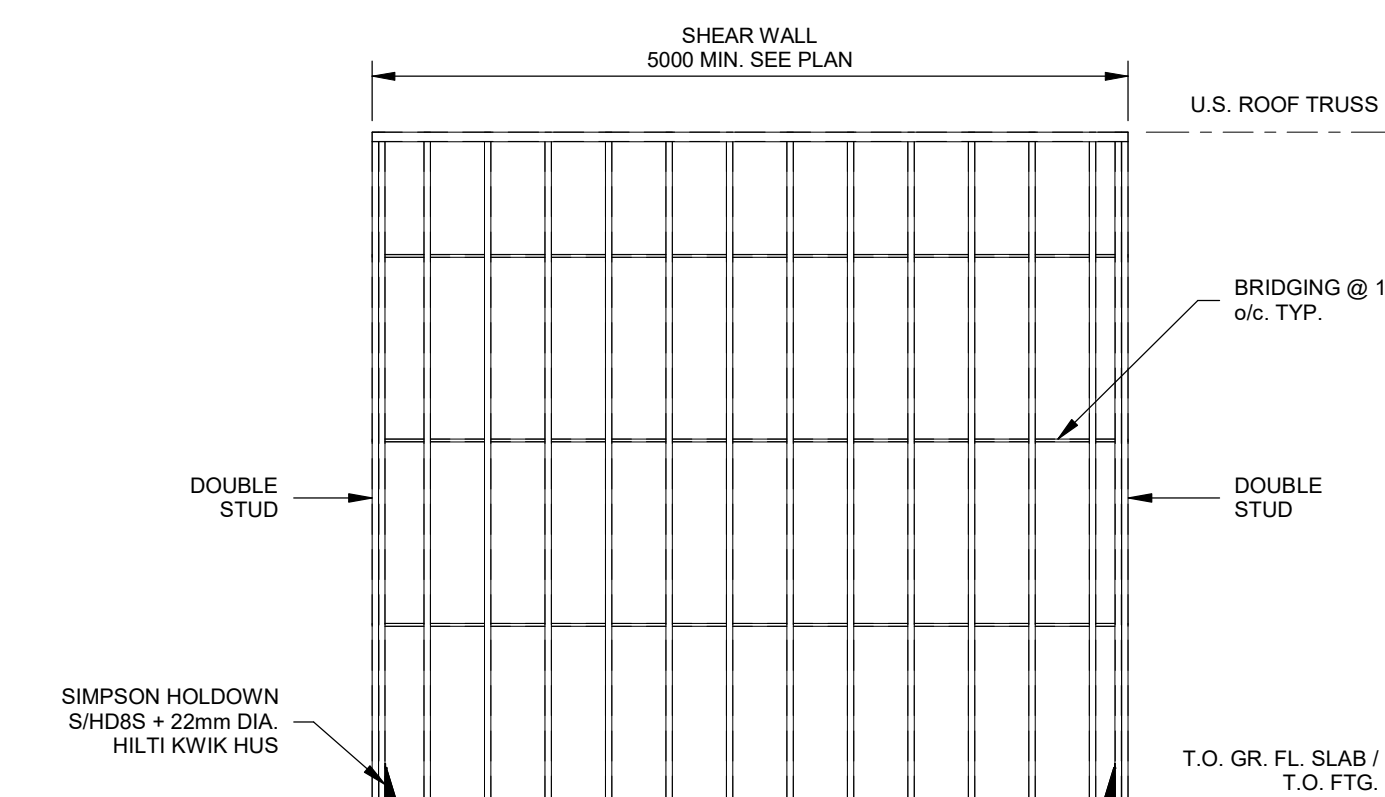 SHEAR WALL
5000 MIN. SEE PLAN
U.S. ROOF TRUSS
BRIDGING @ 1
o/c. TYP.
DOUBLE
STUD
DOUBLE
STUD
SIMPSON HOLDOWN
S/HD8S + 22mm DIA.
HILTI KWIK HUS
T.O. GR. FL. SLAB /
T.O. FTG.